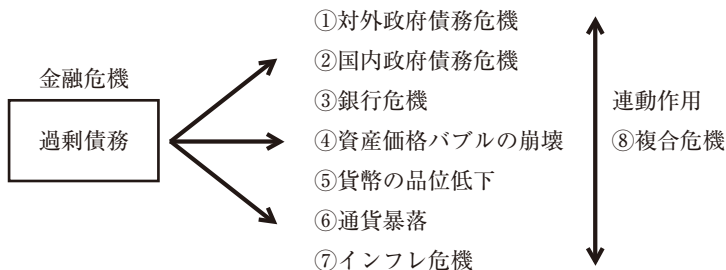 金融危機
過剰債務
①対外政府債務危機
②国内政府債務危機
③銀行危機
④資産価格バブルの崩壊
⑤貨幣の品位低下
⑥通貨暴落
⑦インフレ危機
連動作用
⑧複合危機